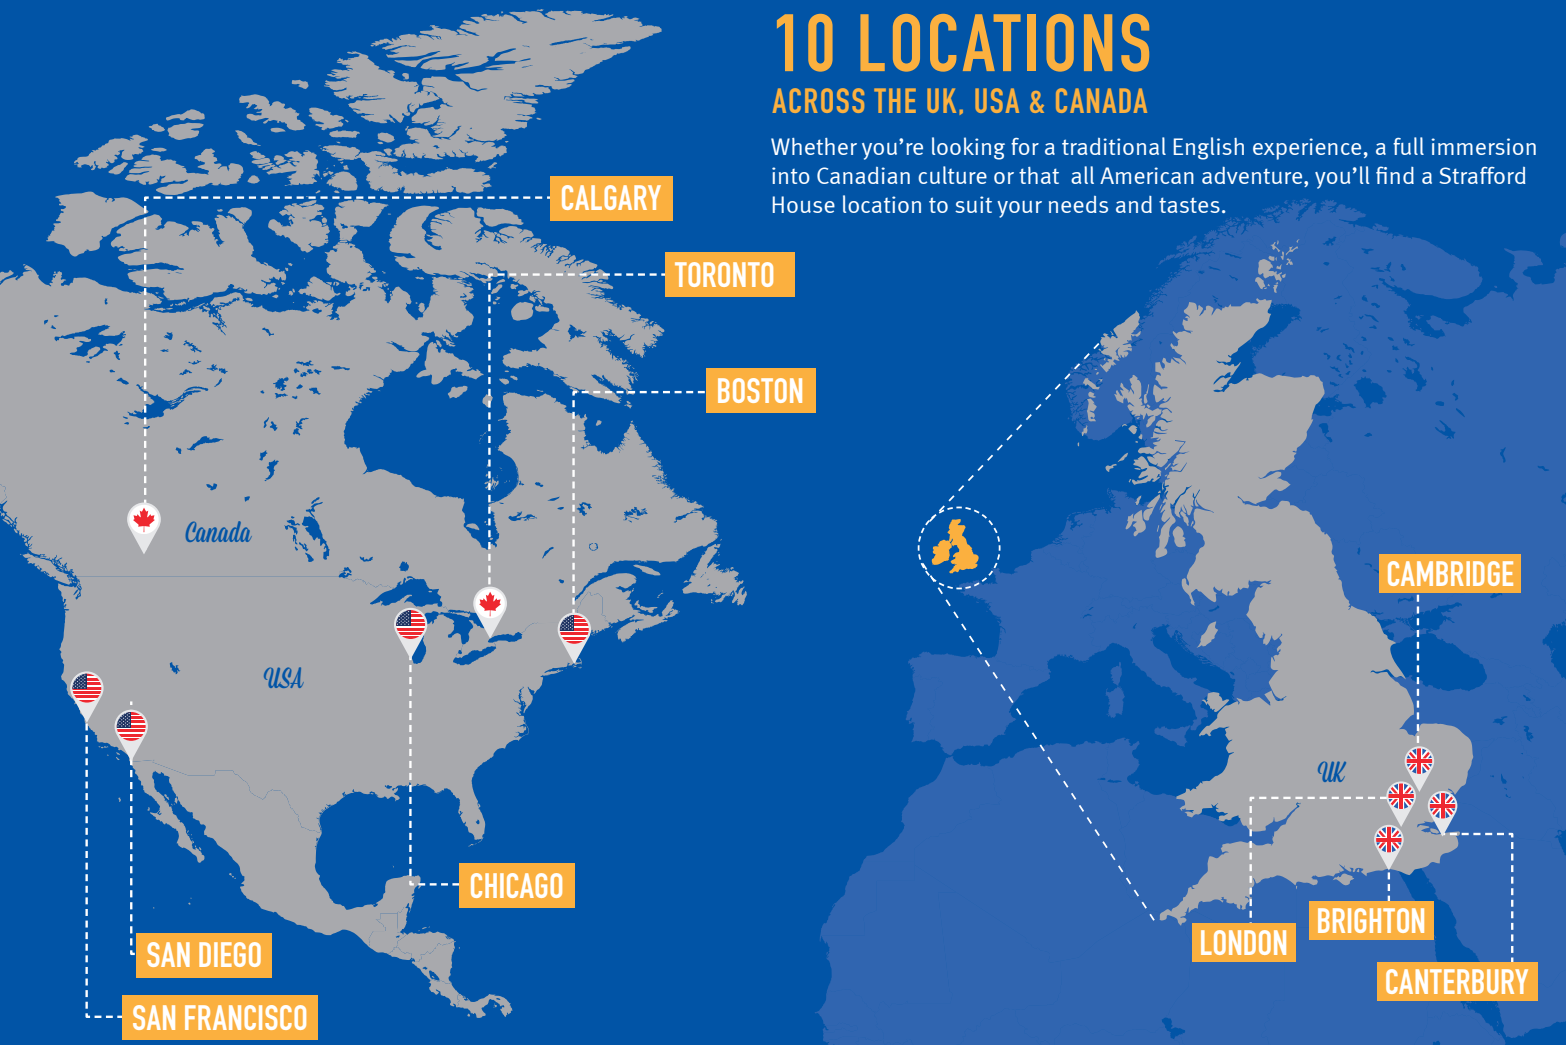 10 LOCATIONS
ACROSS THE UK, USA & CANADA
Whether you’re looking for a traditional English experience, a full immersion
into Canadian culture or that all American adventure, you’ll find a Strafford
House location to suit your needs and tastes.
CALGARY
TORONTO
BOSTON
Canada
USA
CHICAGO
SAN DIEGO
SAN FRANCISCO
CAMBRIDGE
UK
LONDON
BRIGHTON
CANTERBURY